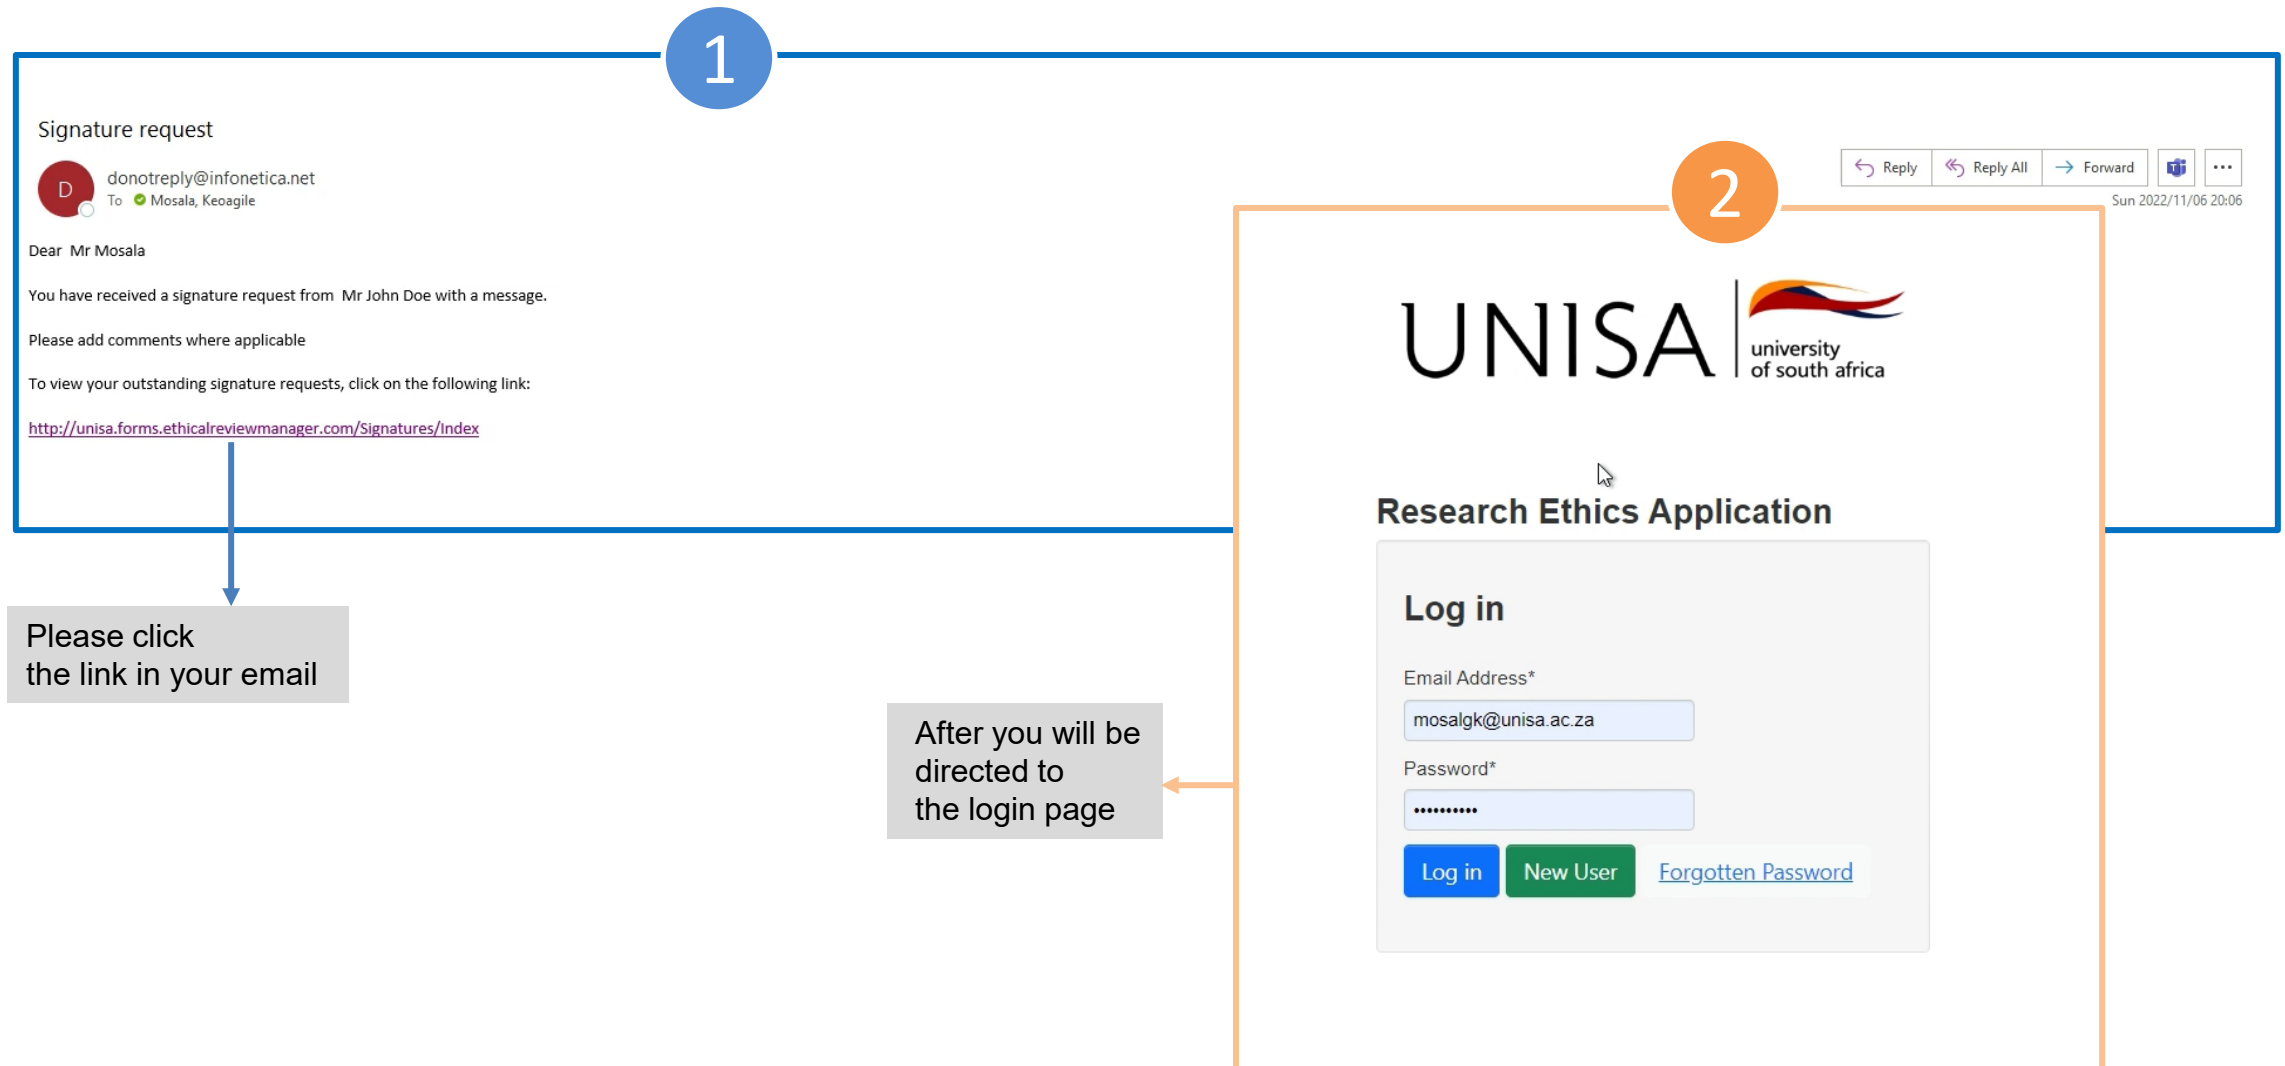 1
Signature request
D
donotreply@infonetica.net
To Mosala, Keoagile
Reply Reply All Forward ...
Sun 2022/11/06 20:06
Dear Mr Mosala
You have received a signature request from Mr John Doe with a message.
Please add comments where applicable
To view your outstanding signature requests, click on the following link:
http://unisa.forms.ethicalreviewmanager.com/Signatures/Index
Please click
the link in your email
2
UNISA
university
of south africa
Research Ethics Application
Log in
Email Address*
mosalgk@unisa.ac.za
Password*
••••••••••
Log in New User Forgotten Password
After you will be
directed to
the login page